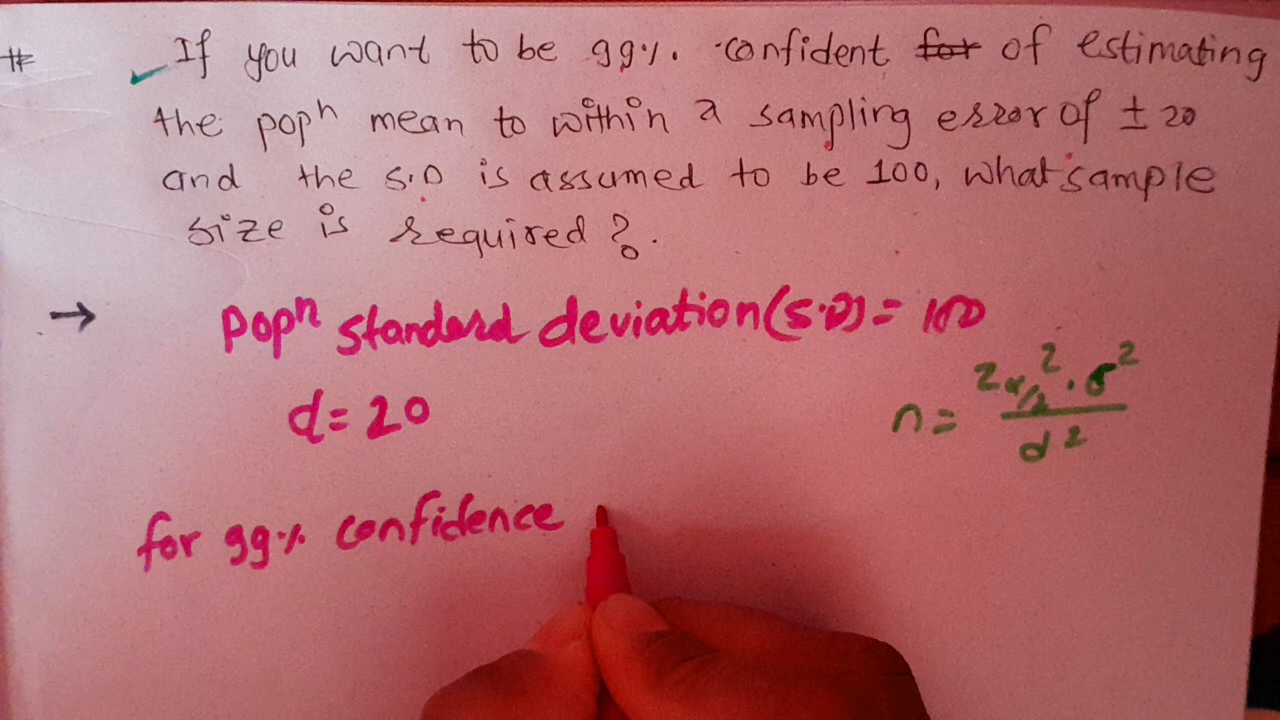 # If you want to be 99%. confident for of estimating
the popn mean to within a sampling error of ± 20
and the S.D is assumed to be 100, what sample
size is required ?.
→ Popn standard deviation (S.D) = 100
d = 20
n = Zα/2² . σ² / d²
for 99% confidence